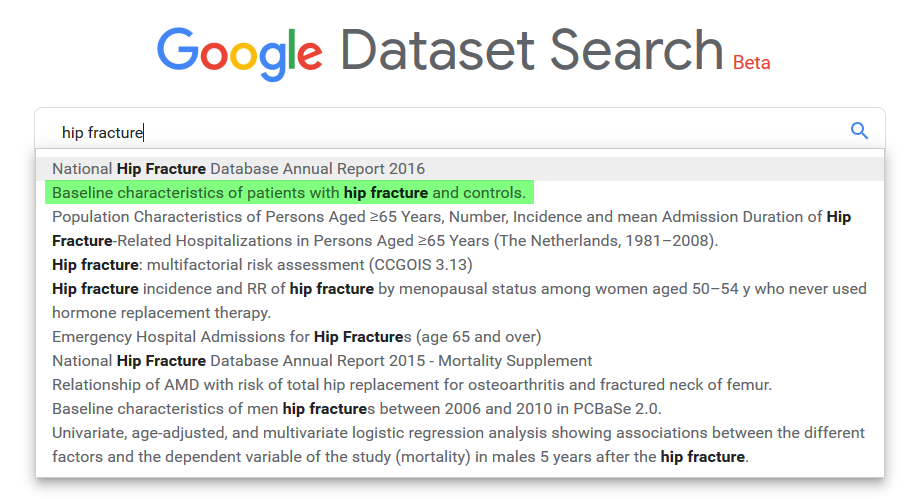 Google Dataset Search Beta
hip fracture
National Hip Fracture Database Annual Report 2016
Baseline characteristics of patients with hip fracture and controls.
Population Characteristics of Persons Aged ≥65 Years, Number, Incidence and mean Admission Duration of Hip
Fracture-Related Hospitalizations in Persons Aged ≥65 Years (The Netherlands, 1981–2008).
Hip fracture: multifactorial risk assessment (CCGOIS 3.13)
Hip fracture incidence and RR of hip fracture by menopausal status among women aged 50–54 y who never used
hormone replacement therapy.
Emergency Hospital Admissions for Hip Fractures (age 65 and over)
National Hip Fracture Database Annual Report 2015 - Mortality Supplement
Relationship of AMD with risk of total hip replacement for osteoarthritis and fractured neck of femur.
Baseline characteristics of men hip fractures between 2006 and 2010 in PCBaSe 2.0.
Univariate, age-adjusted, and multivariate logistic regression analysis showing associations between the different
factors and the dependent variable of the study (mortality) in males 5 years after the hip fracture.